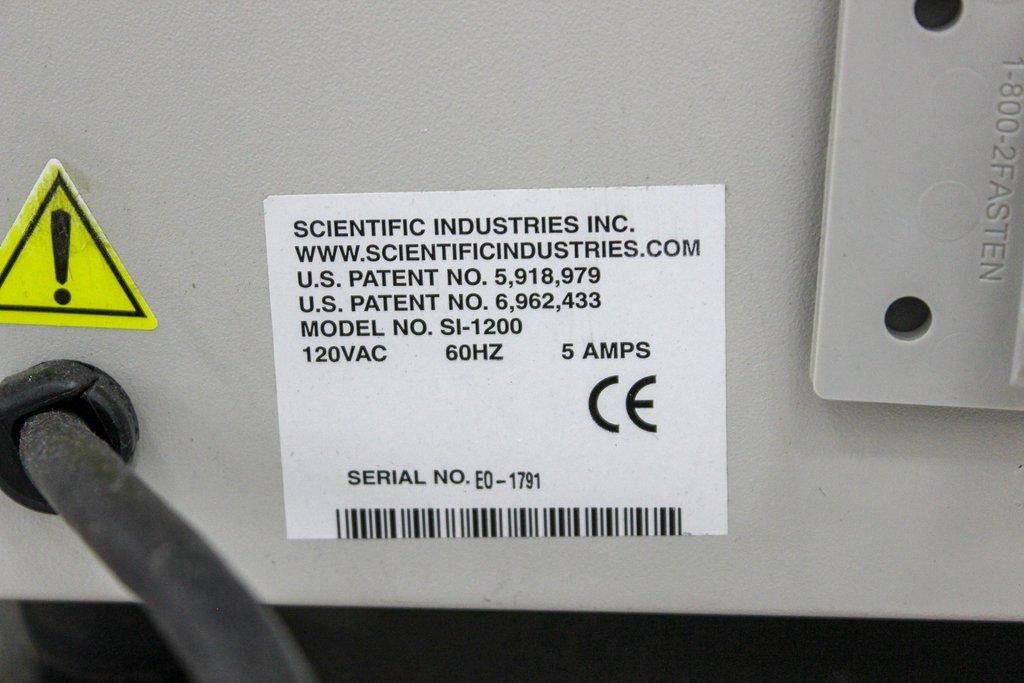 SCIENTIFIC INDUSTRIES INC.
WWW.SCIENTIFICINDUSTRIES.COM
U.S. PATENT NO. 5,918,979
U.S. PATENT NO. 6,962,433
MODEL NO. SI-1200
120VAC 60HZ 5 AMPS
CE
SERIAL NO. EO-1791
1-800-2FASTEN
!